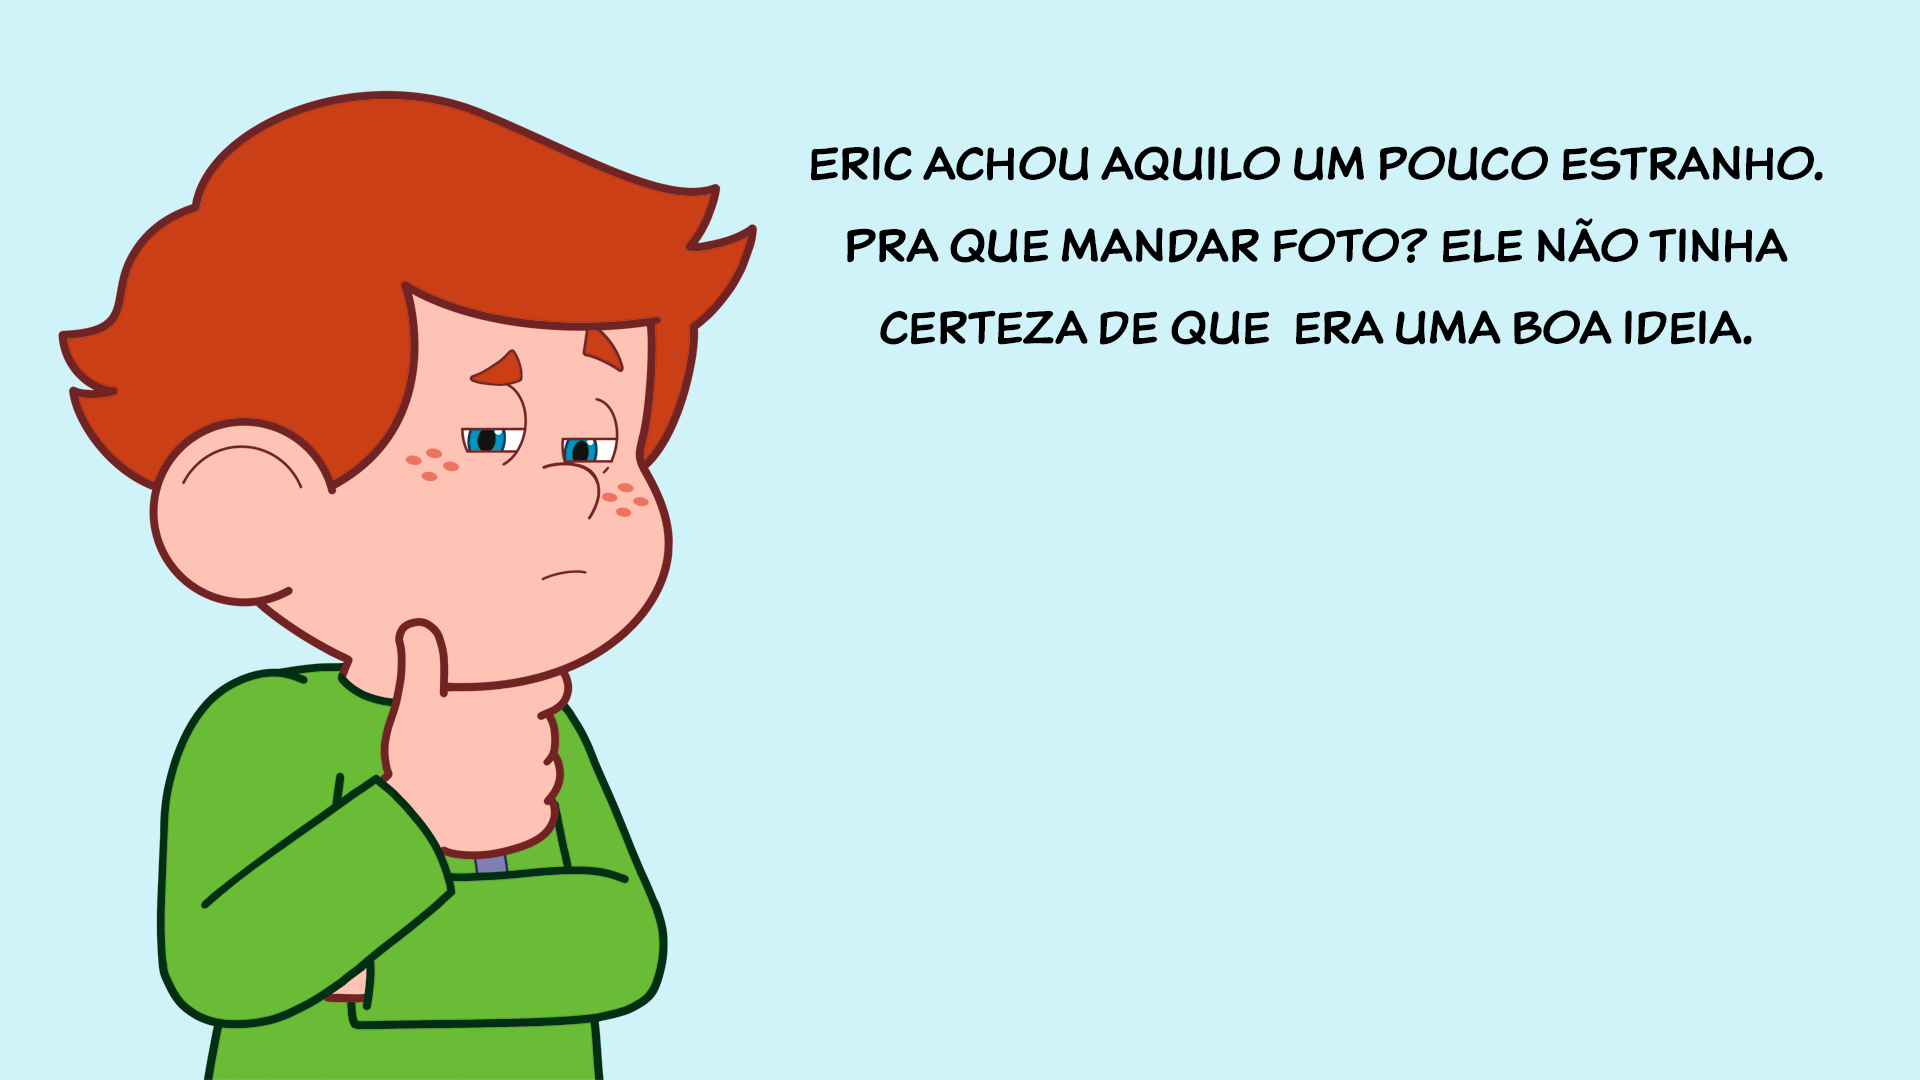 ERIC ACHOU AQUILO UM POUCO ESTRANHO.
PRA QUE MANDAR FOTO? ELE NÃO TINHA
CERTEZA DE QUE  ERA UMA BOA IDEIA.